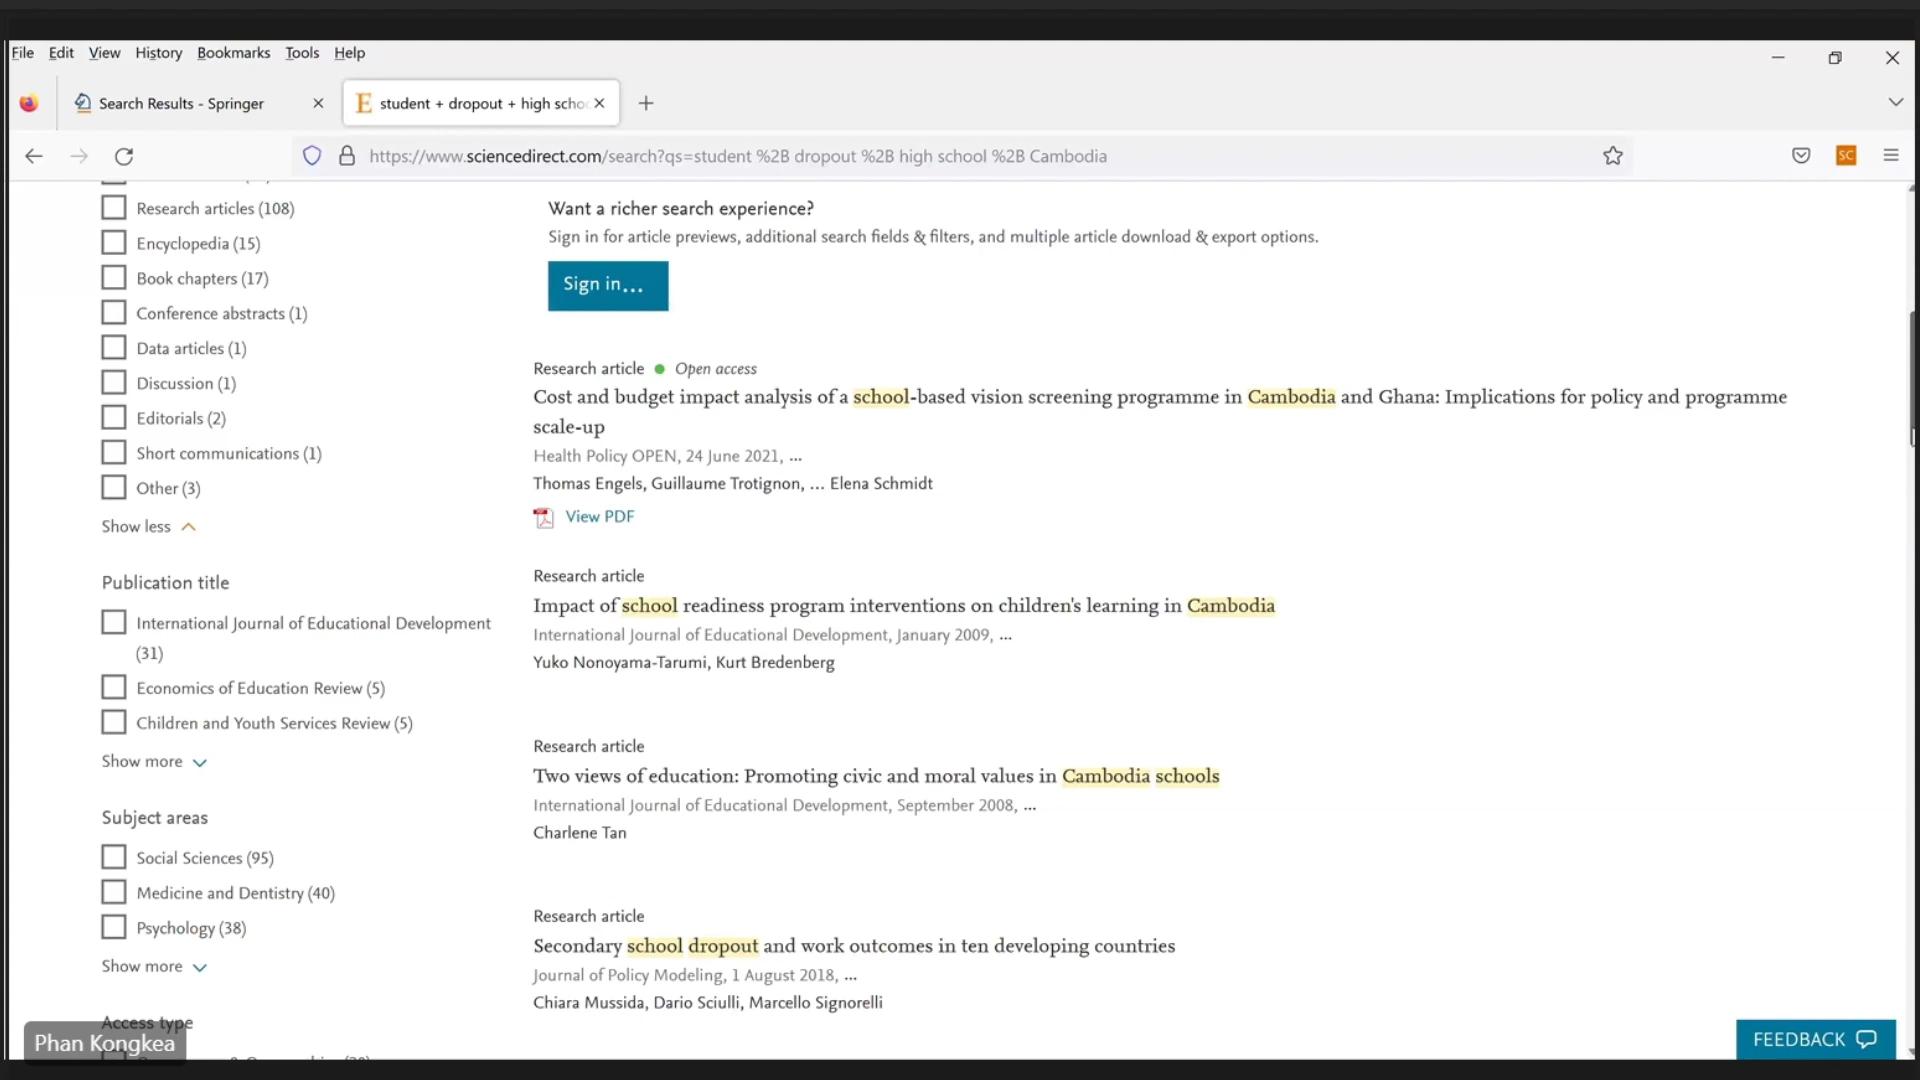 File Edit View History Bookmarks Tools Help
Search Results - Springer
student + dropout + high schoo
https://www.sciencedirect.com/search?qs=student %2B dropout %2B high school %2B Cambodia
SC
Research articles (108)
Encyclopedia (15)
Book chapters (17)
Conference abstracts (1)
Data articles (1)
Discussion (1)
Editorials (2)
Short communications (1)
Other (3)
Show less
Publication title
International Journal of Educational Development
(31)
Economics of Education Review (5)
Children and Youth Services Review (5)
Show more
Subject areas
Social Sciences (95)
Medicine and Dentistry (40)
Psychology (38)
Show more
Access type
Want a richer search experience?
Sign in for article previews, additional search fields & filters, and multiple article download & export options.
Sign in...
Research article Open access
Cost and budget impact analysis of a school-based vision screening programme in Cambodia and Ghana: Implications for policy and programme
scale-up
Health Policy OPEN, 24 June 2021, ...
Thomas Engels, Guillaume Trotignon, ... Elena Schmidt
View PDF
Research article
Impact of school readiness program interventions on children's learning in Cambodia
International Journal of Educational Development, January 2009, ...
Yuko Nonoyama-Tarumi, Kurt Bredenberg
Research article
Two views of education: Promoting civic and moral values in Cambodia schools
International Journal of Educational Development, September 2008, ...
Charlene Tan
Research article
Secondary school dropout and work outcomes in ten developing countries
Journal of Policy Modeling, 1 August 2018, ...
Chiara Mussida, Dario Sciulli, Marcello Signorelli
FEEDBACK
Phan Kongkea